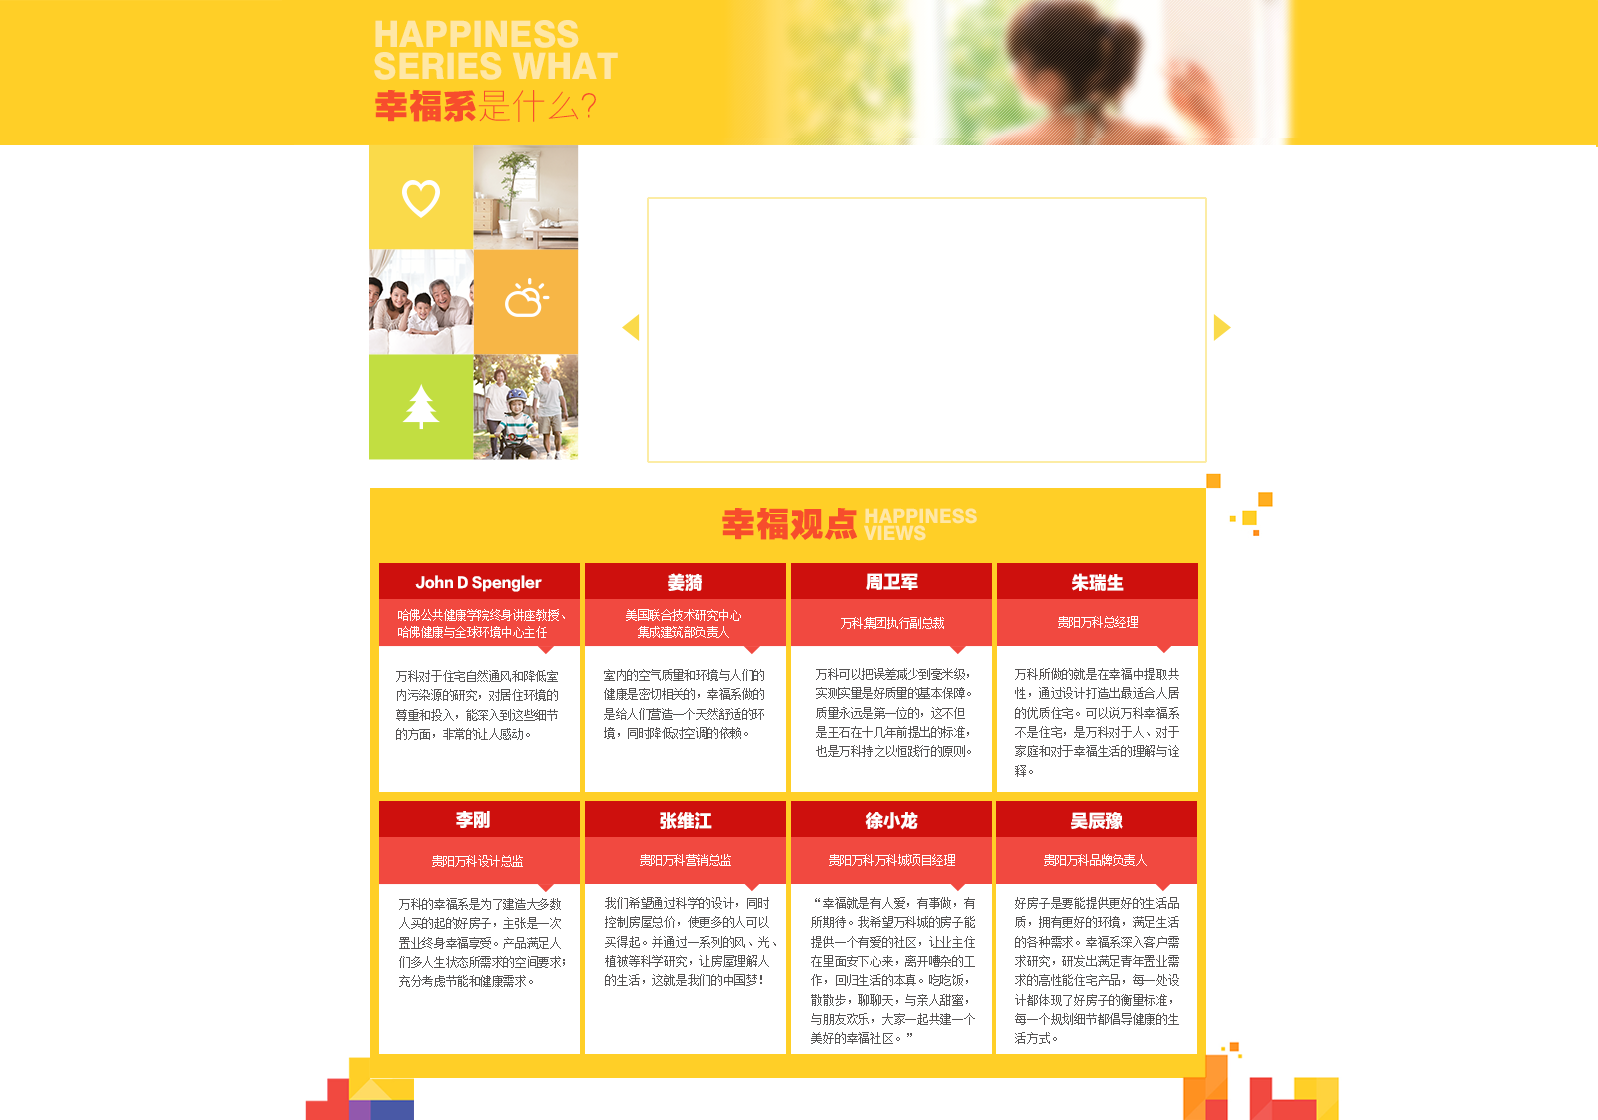 HAPPINESS
SERIES WHAT
幸福系是什么?
幸福观点
HAPPINESS
VIEWS
John D Spengler
哈佛公共健康学院终身讲座教授、
哈佛健康与全球环境中心主任
万科对于住宅自然通风和降低室
内污染源的研究，对居住环境的
尊重和投入，能深入到这些细节
的方面，非常的让人感动。
姜漪
美国联合技术研究中心
集成建筑部负责人
室内的空气质量和环境与人们的
健康是密切相关的，幸福系做的
是给人们营造一个天然舒适的环
境，同时降低对空调的依赖。
周卫军
万科集团执行副总裁
万科可以把误差减少到毫米级，
实测实量是好质量的基本保障。
质量永远是第一位的，这不但
是王石在十几年前提出的标准，
也是万科持之以恒践行的原则。
朱瑞生
贵阳万科总经理
万科所做的就是在幸福中提取共
性，通过设计打造出最适合人居
的优质住宅。可以说万科幸福系
不是住宅，是万科对于人、对于
家庭和对于幸福生活的理解与诠
释。
李刚
贵阳万科设计总监
万科的幸福系是为了建造大多数
人买的起的好房子，主张是一次
置业终身幸福享受。产品满足人
们多人生状态所需求的空间要求；
充分考虑节能和健康需求。
张维江
贵阳万科营销总监
我们希望通过科学的设计，同时
控制房屋总价，使更多的人可以
买得起。并通过一系列的风、光、
植被等科学研究，让房屋理解人
的生活，这就是我们的中国梦！
徐小龙
贵阳万科万科城项目经理
“幸福就是有人爱，有事做，有
所期待。我希望万科城的房子能
提供一个有爱的社区，让业主住
在里面安下心来，离开嘈杂的工
作，回归生活的本真。吃吃饭，
散散步，聊聊天，与亲人甜蜜，
与朋友欢乐，大家一起共建一个
美好的幸福社区。”
吴辰豫
贵阳万科品牌负责人
好房子是要能提供更好的生活品
质，拥有更好的环境，满足生活
的各种需求。幸福系深入客户需
求研究，研发出满足青年置业需
求的高性能住宅产品，每一处设
计都体现了好房子的衡量标准，
每一个规划细节都倡导健康的生
活方式。